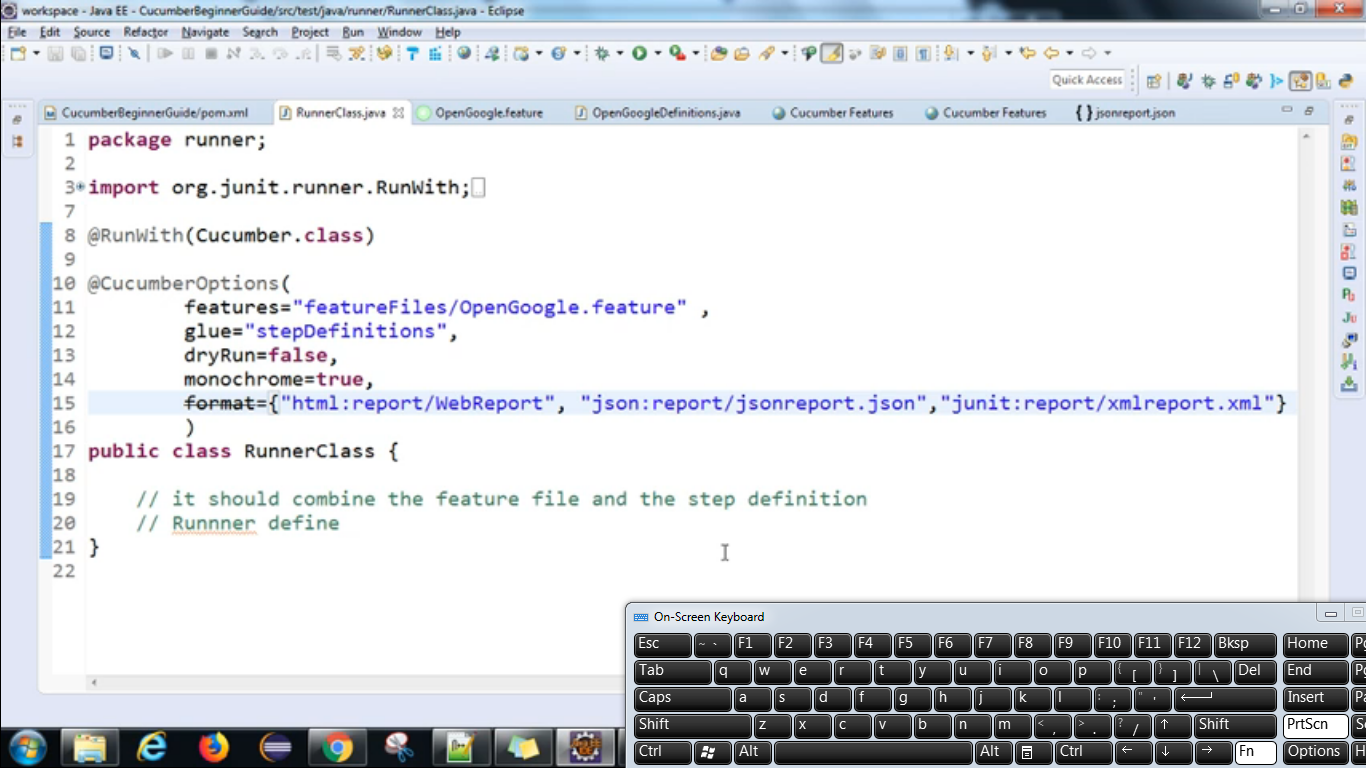 workspace - Java EE - CucumberBeginnerGuide/src/test/java/runner/RunnerClass.java - Eclipse
File Edit Source Refactor Navigate Search Project Run Window Help
Quick Access
CucumberBeginnerGuide/pom.xml RunnerClass.java OpenGoogle.feature OpenGoogleDefinitions.java Cucumber Features Cucumber Features jsonreport.json
1 package runner;
2
3 import org.junit.runner.RunWith;
7
8 @RunWith(Cucumber.class)
9
10 @CucumberOptions(
11 features="featureFiles/OpenGoogle.feature" ,
12 glue="stepDefinitions",
13 dryRun=false,
14 monochrome=true,
15 format={"html:report/WebReport", "json:report/jsonreport.json","junit:report/xmlreport.xml"}
16 )
17 public class RunnerClass {
18
19 // it should combine the feature file and the step definition
20 // Runnner define
21 }
22
On-Screen Keyboard
Esc ~ ` F1 F2 F3 F4 F5 F6 F7 F8 F9 F10 F11 F12 Bksp Home
Tab q w e r t y u i o p { [ } ] | \ Del End
Caps a s d f g h j k l : ; " ' Insert
Shift z x c v b n m < , > . ? / ↑ Shift PrtScn
Ctrl Alt Alt Ctrl ← ↓ → Fn Options